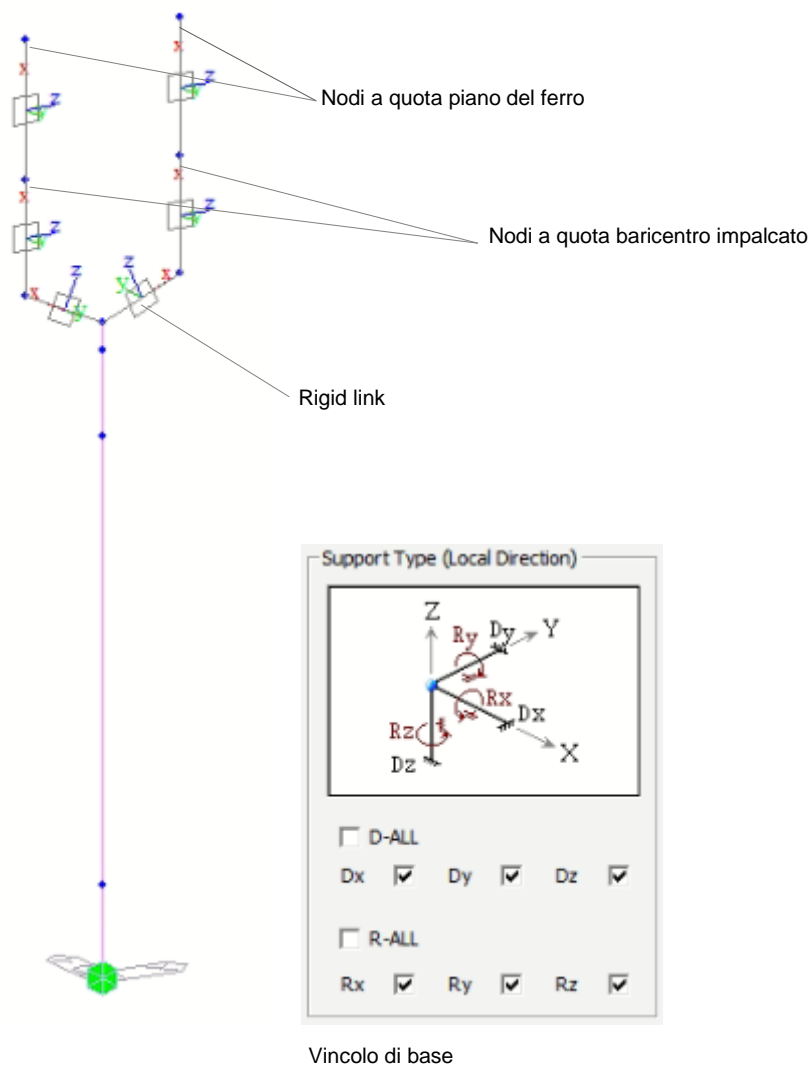 x
x
z
y
z
y
Nodi a quota piano del ferro
x
x
z
y
z
y
Nodi a quota baricentro impalcato
z
z
x
y
y
x
Rigid link
Support Type (Local Direction)
Z
Ry
Dy
Y
Rx
Dx
Rz
X
Dz
D-ALL
Dx Dy Dz
R-ALL
Rx Ry Rz
Vincolo di base